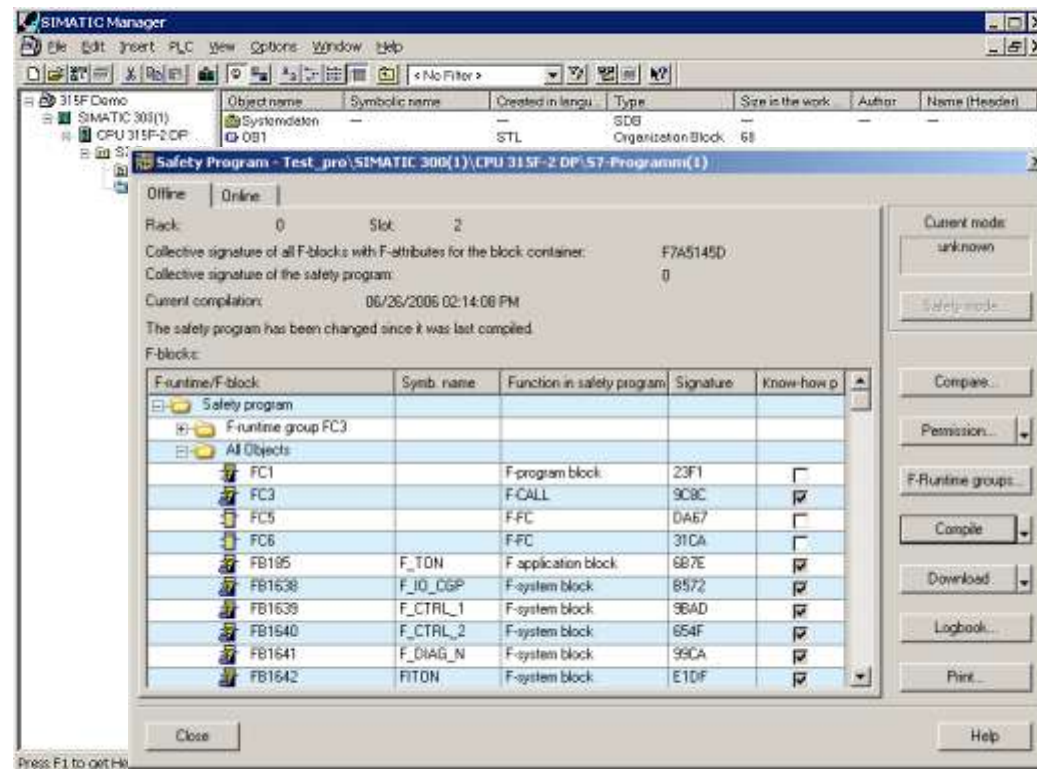 SIMATIC Manager
File Edit Insert PLC View Options Window Help
< No Filter >
315F Demo
SIMATIC 300(1)
CPU 315F-2 DP
Object name Symbolic name Created in langu... Type Size in the work... Author Name (Header)
Systemdaten --- --- SDB --- --- ---
OB1 STL Organization Block 68
Safety Program - Test_pro\SIMATIC 300(1)\CPU 315F-2 DP\S7-Programm(1)
Offline Online
Rack: 0 Slot: 2
Collective signature of all F-blocks with F-attributes for the block container: F7A5145D
Collective signature of the safety program: 0
Current compilation: 06/26/2006 02:14:08 PM
The safety program has been changed since it was last compiled.
F-blocks:
F-runtime/F-block Symb. name Function in safety program Signature Know-how p
Safety program
F-runtime group FC3
All Objects
FC1 F-program block 23F1
FC3 F-CALL 9C8C
FC5 F-FC DA67
FC6 F-FC 31CA
FB185 F_TON F application block 6B7E
FB1638 F_IO_CGP F-system block B572
FB1639 F_CTRL_1 F-system block 9BAD
FB1640 F_CTRL_2 F-system block 654F
FB1641 F_DIAG_N F-system block 99CA
FB1642 FITON F-system block E1DF
Current mode:
unknown
Safety mode...
Compare...
Permission...
F-Runtime groups...
Compile
Download
Logbook...
Print...
Close Help
Press F1 to get He